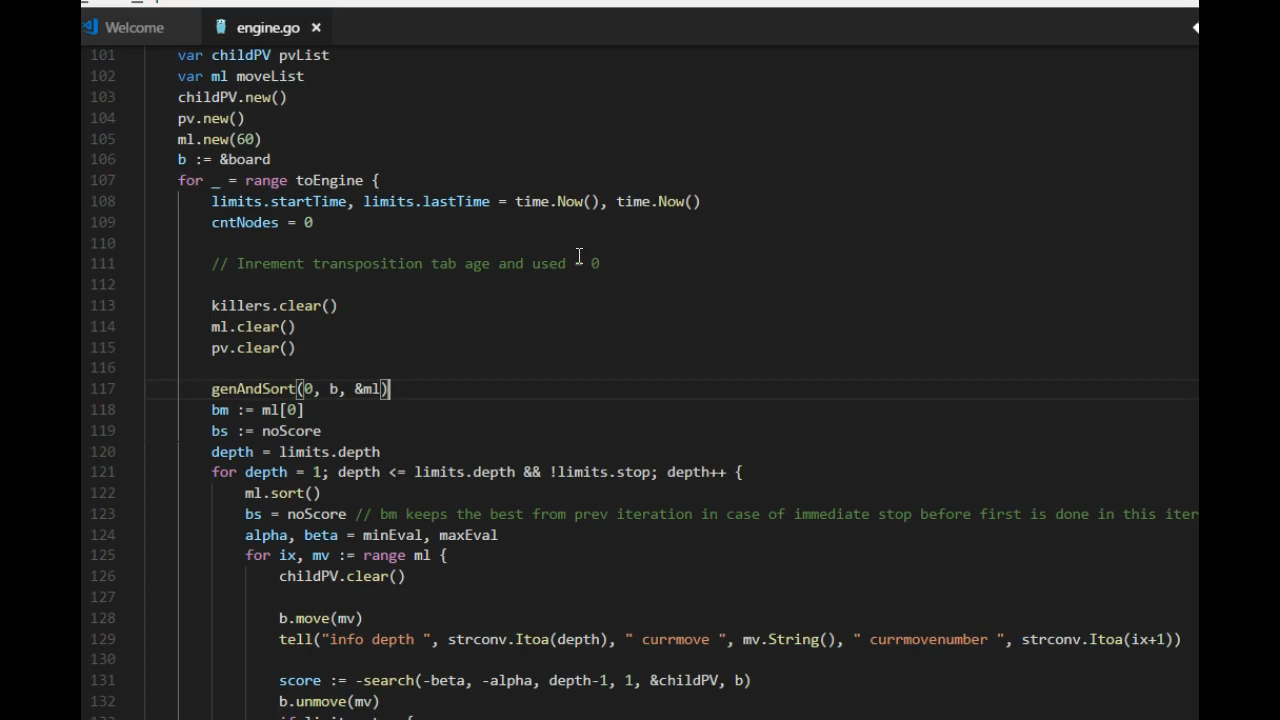 Welcome
engine.go ×
101 var childPV pvList
102 var ml moveList
103 childPV.new()
104 pv.new()
105 ml.new(60)
106 b := &board
107 for _ = range toEngine {
108 limits.startTime, limits.lastTime = time.Now(), time.Now()
109 cntNodes = 0
110
111 // Inrement transposition tab age and used = 0
112
113 killers.clear()
114 ml.clear()
115 pv.clear()
116
117 genAndSort(0, b, &ml)
118 bm := ml[0]
119 bs := noScore
120 depth = limits.depth
121 for depth = 1; depth <= limits.depth && !limits.stop; depth++ {
122 ml.sort()
123 bs = noScore // bm keeps the best from prev iteration in case of immediate stop before first is done in this iter
124 alpha, beta = minEval, maxEval
125 for ix, mv := range ml {
126 childPV.clear()
127
128 b.move(mv)
129 tell("info depth ", strconv.Itoa(depth), " currmove ", mv.String(), " currmovenumber ", strconv.Itoa(ix+1))
130
131 score := -search(-beta, -alpha, depth-1, 1, &childPV, b)
132 b.unmove(mv)